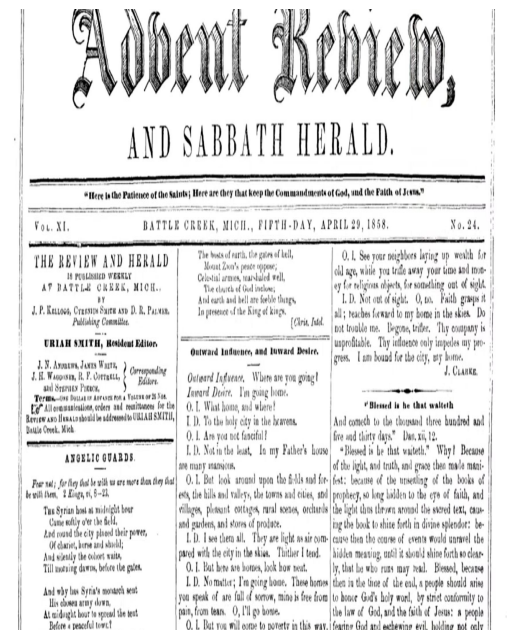 Advent Review,
AND SABBATH HERALD.
"Here is the Patience of the Saints; Here are they that keep the Commandments of God, and the Faith of Jesus."
VOL. XI. BATTLE CREEK, MICH., FIFTH-DAY, APRIL 29, 1858. No. 24.
THE REVIEW AND HERALD
IS PUBLISHED WEEKLY
AT BATTLE CREEK, MICH.,
BY
J. P. KELLOGG, CYRENIUS SMITH AND D. R. PALMER,
Publishing Committee.
URIAH SMITH, Resident Editor.
J. N. ANDREWS, JAMES WHITE,
J. H. WAGGONER, R. F. COTTRELL,
and STEPHEN PIERCE,
Corresponding
Editors.
Terms.—ONE DOLLAR IN ADVANCE FOR A VOLUME OF 26 NOS.
All communications, orders and remittances for the
REVIEW AND HERALD should be addressed to URIAH SMITH,
Battle Creek, Mich.
ANGELIC GUARDS.
Fear not; for they that be with us are more than they that
be with them. 2 Kings, vi, 8-23.
THE Syrian host at midnight hour
Came softly o'er the field,
And round the city placed their power,
Of chariot, horse and shield;
And silently the cohort waits,
Till morning dawns, before the gates.
And why has Syria's monarch sent
His chosen army down,
At midnight hour to spread the tent
Before a peaceful town?
The hosts of earth, the gates of hell,
Mount Zion's peace oppose;
Celestial armies, marshaled well,
The church of God inclose;
And earth and hell are feeble things,
In presence of the King of kings.
[Chris. Intel.
Outward Influence, and Inward Desire.
Outward Influence. Where are you going?
Inward Desire. I'm going home.
O. I. What home, and where?
I. D. To the holy city in the heavens.
O. I. Are you not fanciful?
I. D. Not in the least, In my Father's house
are many mansions.
O. I. But look around upon the fields and for-
ests, the hills and valleys, the towns and cities, and
villages, pleasant cottages, rural scenes, orchards
and gardens, and stores of produce.
I. D. I see them all. They are light as air com-
pared with the city in the skies. Thither I tend.
O. I. But here are homes, look how neat.
I. D. No matter; I'm going home. These homes
you speak of are full of sorrow, mine is free from
pain, from tears. O, I'll go home.
O. I. But you will come to poverty in this way.
O. I. See your neighbors laying up wealth for
old age, while you trifle away your time and mon-
ey for religious objects, for something out of sight.
I. D. Not out of sight. O, no. Faith grasps it
all; teaches forward to my home in the skies. Do
not trouble me. Begone, trifler. Thy company is
unprofitable. Thy influence only impedes my pro-
gress. I am bound for the city, my home.
J. CLARKE.
"Blessed is he that waiteth
And cometh to the thousand three hundred and
five and thirty days." Dan. xii, 12.
"Blessed is he that waiteth." Why? Because
of the light, and truth, and grace then made mani-
fest: because of the unsealing of the books of
prophecy, so long hidden to the eye of faith, and
the light thus thrown around the sacred text, caus-
ing the book to shine forth in divine splendor: be-
cause then the course of events would unravel the
hidden meaning, until it should shine forth so clear-
ly, that he who runs may read. Blessed, because
then in the time of the end, a people should arise
to honor God's holy word, by strict conformity to
the law of God, and the faith of Jesus: a people
fearing God and eschewing evil, holding not only